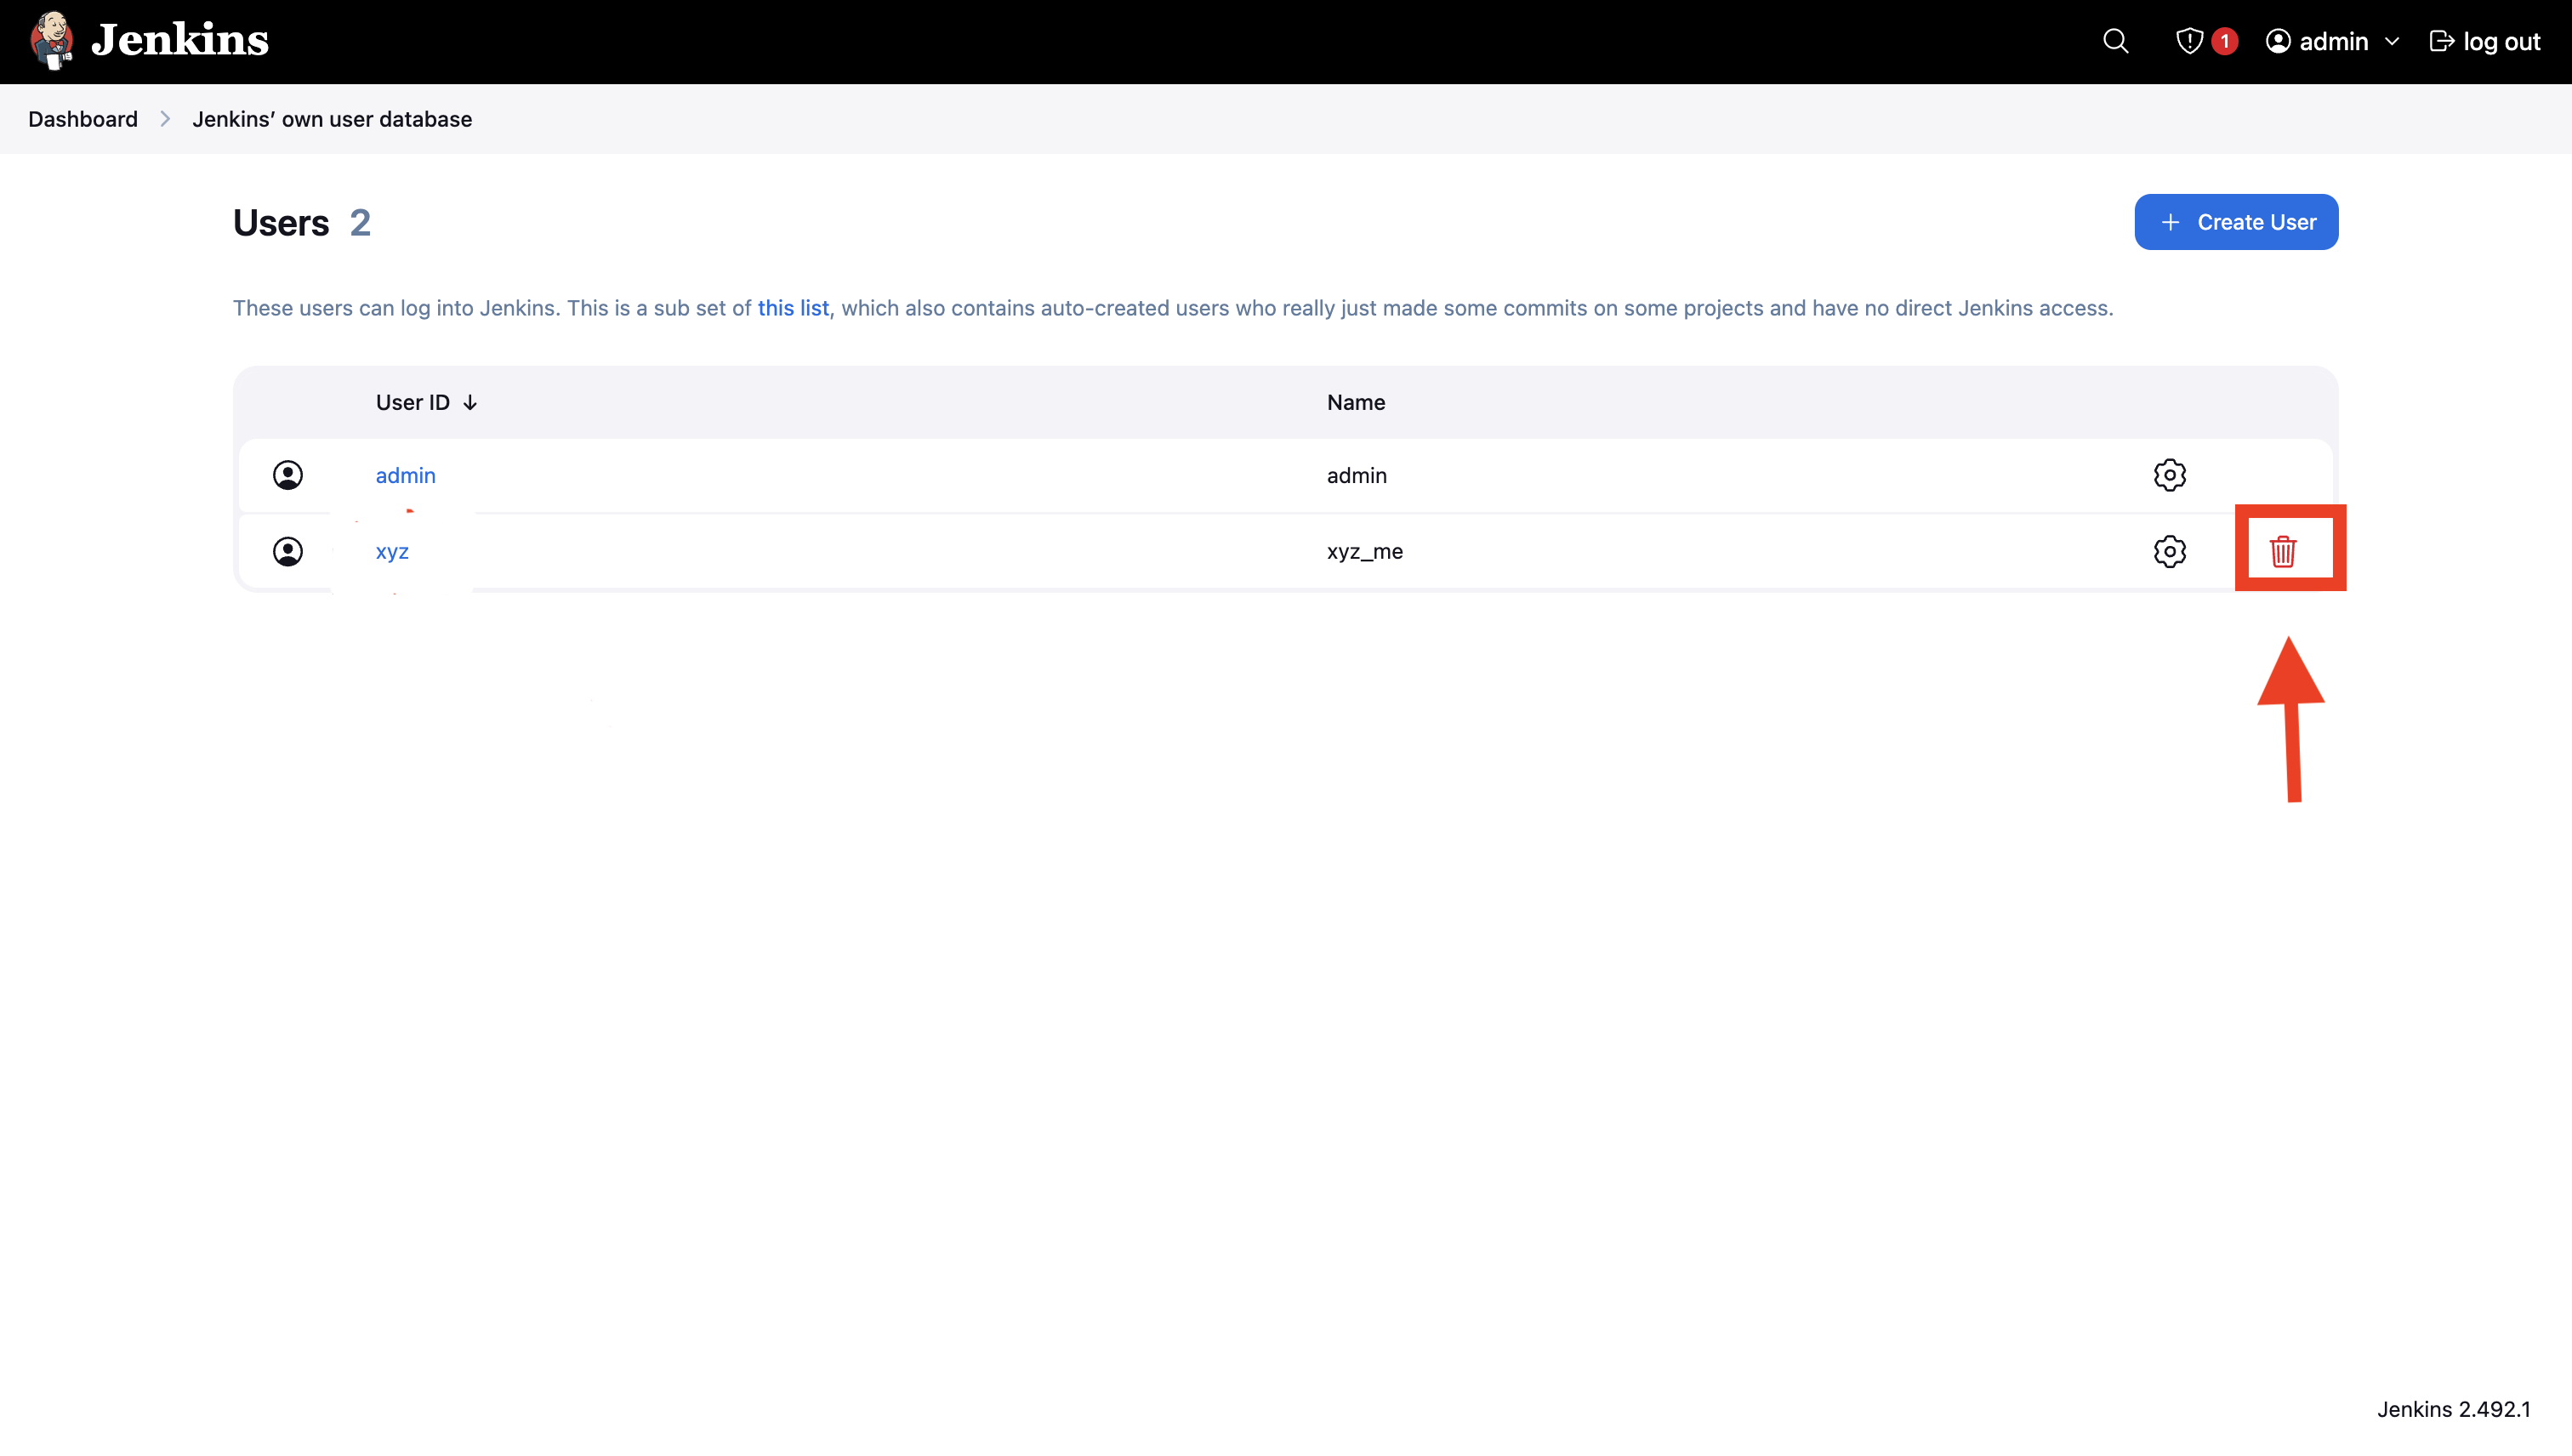 Jenkins
1
admin
log out
Dashboard
Jenkins’ own user database
Users 2
Create User
These users can log into Jenkins. This is a sub set of this list, which also contains auto-created users who really just made some commits on some projects and have no direct Jenkins access.
User ID Name
admin admin
xyz xyz_me
Jenkins 2.492.1